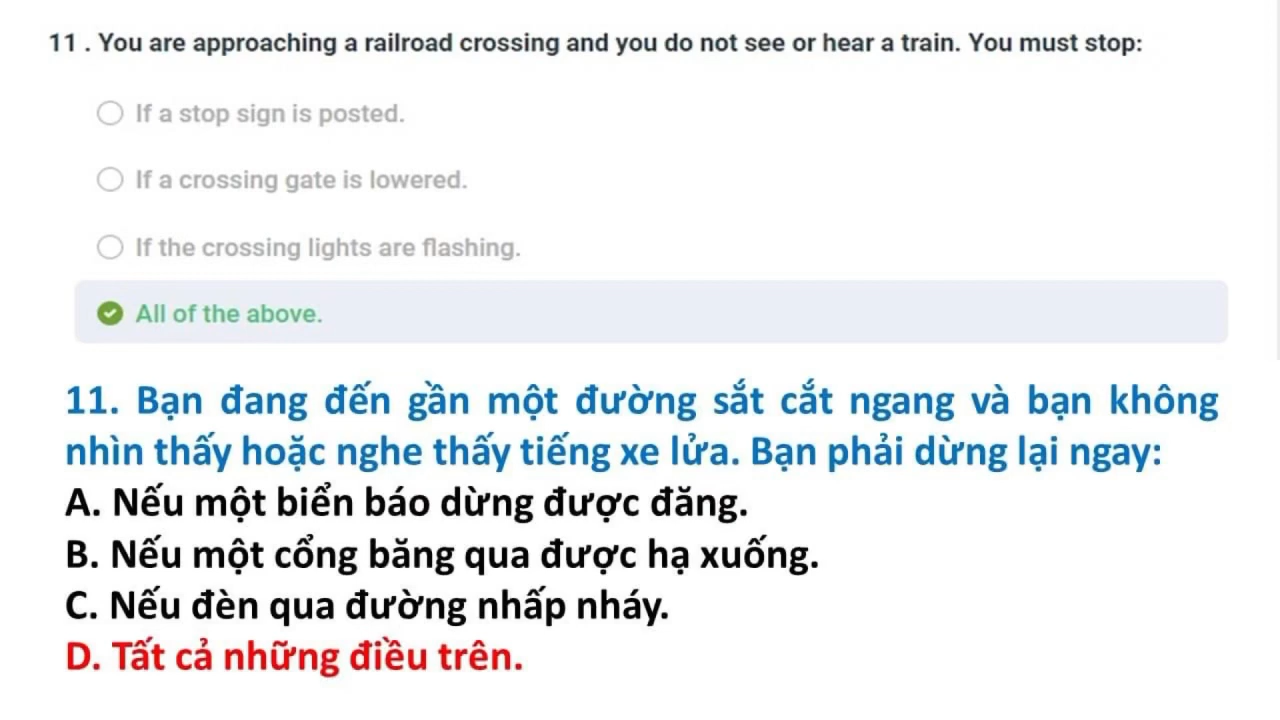 11 . You are approaching a railroad crossing and you do not see or hear a train. You must stop:
If a stop sign is posted.
If a crossing gate is lowered.
If the crossing lights are flashing.
All of the above.
11. Bạn đang đến gần một đường sắt cắt ngang và bạn không
nhìn thấy hoặc nghe thấy tiếng xe lửa. Bạn phải dừng lại ngay:
A. Nếu một biển báo dừng được đăng.
B. Nếu một cổng băng qua được hạ xuống.
C. Nếu đèn qua đường nhấp nháy.
D. Tất cả những điều trên.